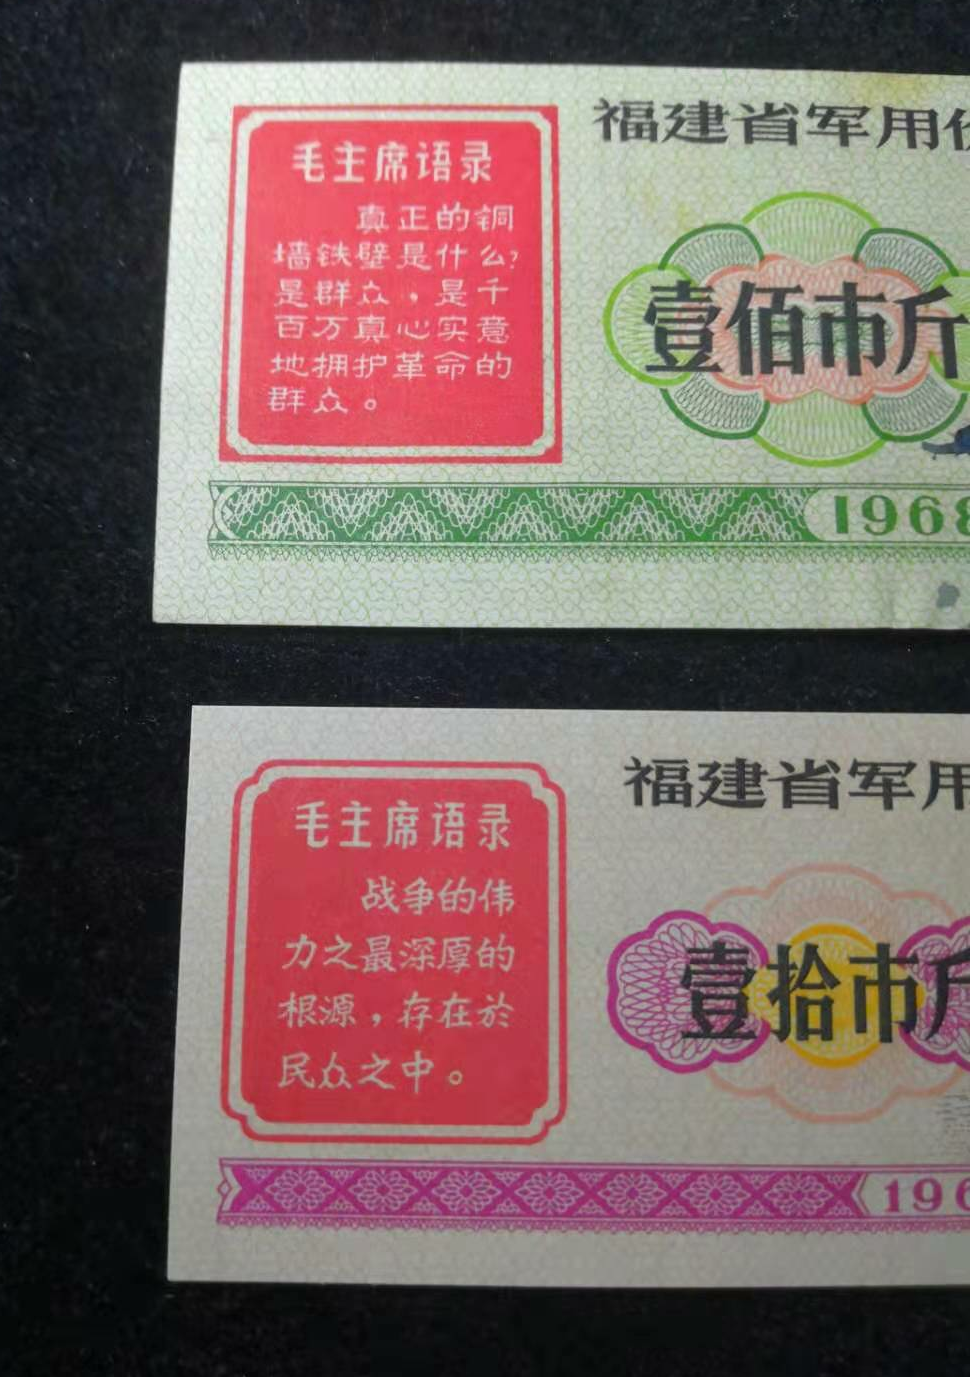 毛主席语录
真正的铜
墙铁壁是什么?
是群众，是千
百万真心实意
地拥护革命的
群众。
福建省军用
壹佰市斤
1968
毛主席语录
战争的伟
力之最深厚的
根源，存在於
民众之中。
福建省军用
壹拾市斤
196